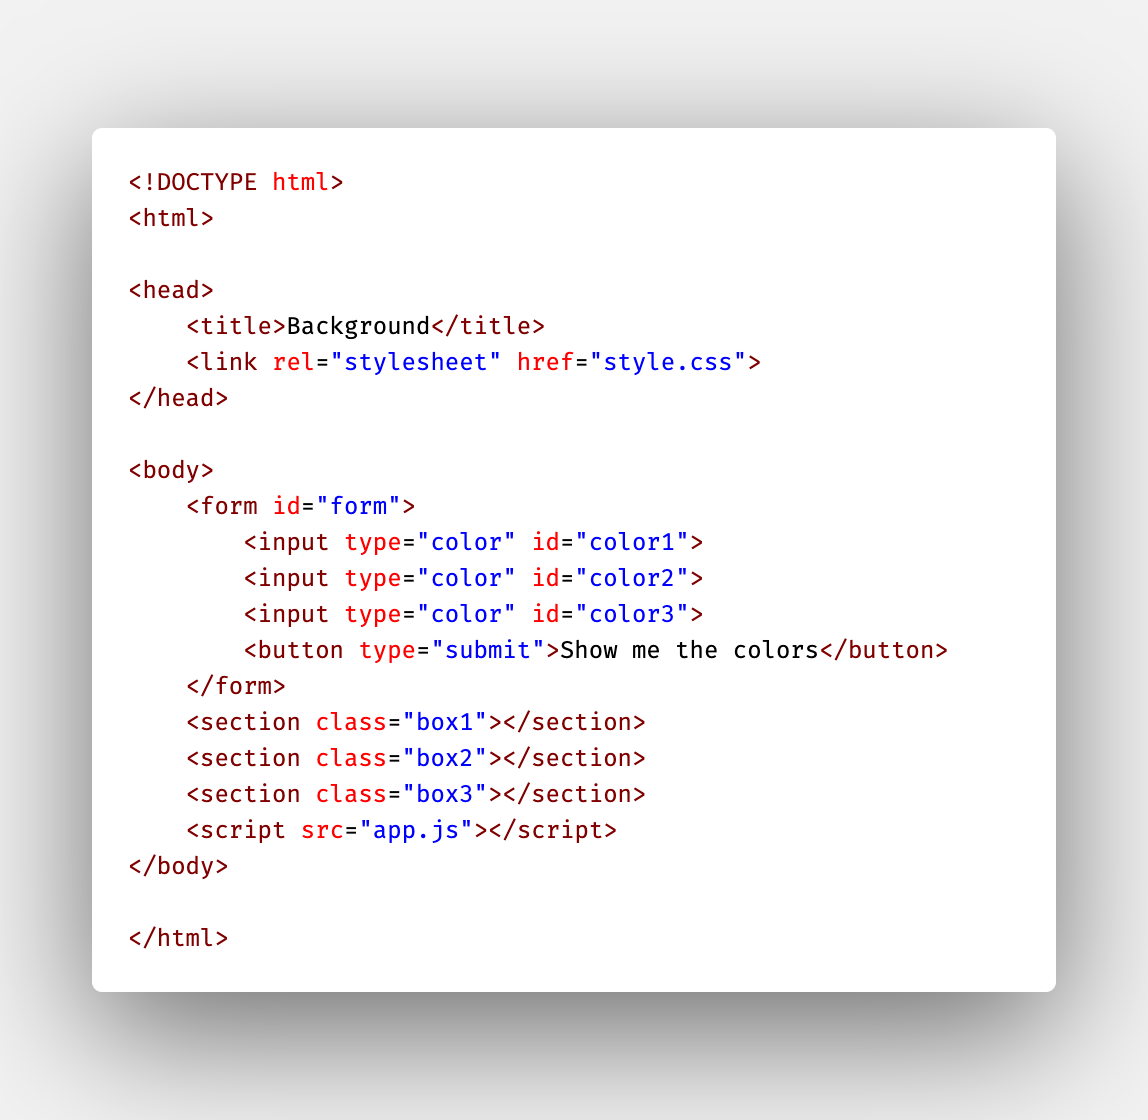 <!DOCTYPE html>
<html>
<head>
<title>Background</title>
<link rel="stylesheet" href="style.css">
</head>
<body>
<form id="form">
<input type="color" id="color1">
<input type="color" id="color2">
<input type="color" id="color3">
<button type="submit">Show me the colors</button>
</form>
<section class="box1"></section>
<section class="box2"></section>
<section class="box3"></section>
<script src="app.js"></script>
</body>
</html>